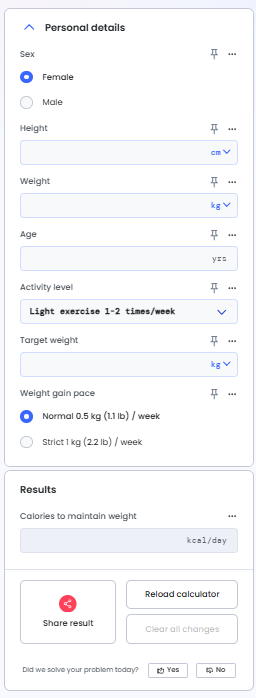 Personal details
Sex
Female
Male
Height
cm
Weight
kg
Age
yrs
Activity level
Light exercise 1-2 times/week
Target weight
kg
Weight gain pace
Normal 0.5 kg (1.1 lb) / week
Strict 1 kg (2.2 lb) / week
Results
Calories to maintain weight
kcal/day
Share result
Reload calculator
Clear all changes
Did we solve your problem today? Yes No